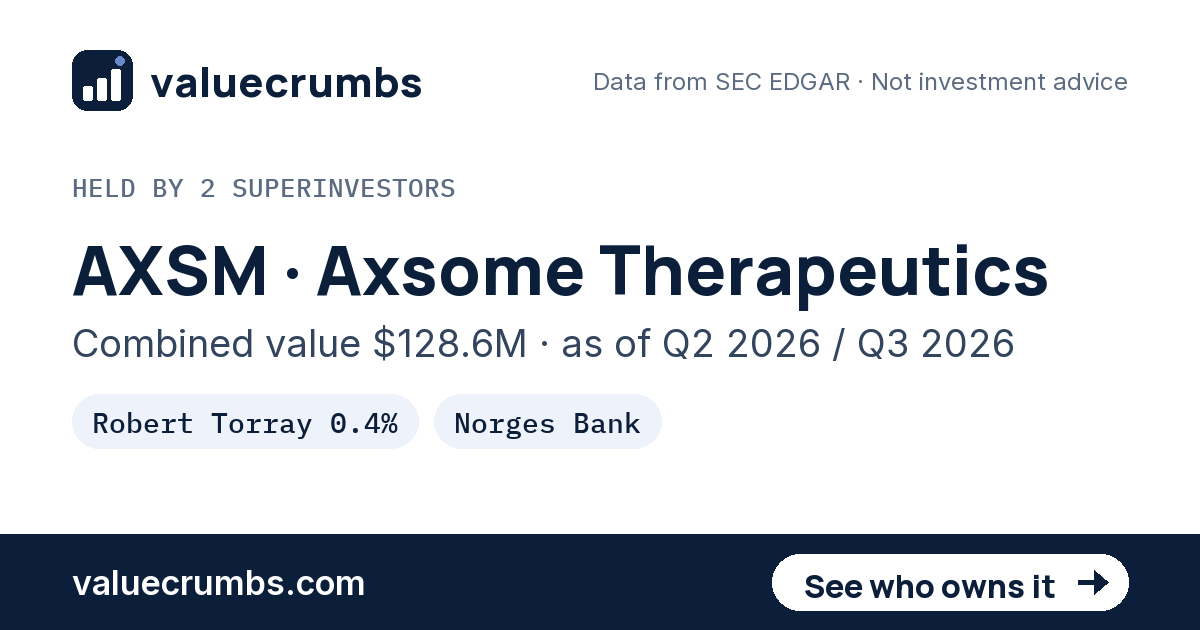 valuecrumbs
Data from SEC EDGAR · Not investment advice
HELD BY 2 SUPERINVESTORS
AXSM · Axsome Therapeutics
Combined value $128.6M · as of Q2 2026 / Q3 2026
Robert Torray 0.4%
Norges Bank
valuecrumbs.com
See who owns it →